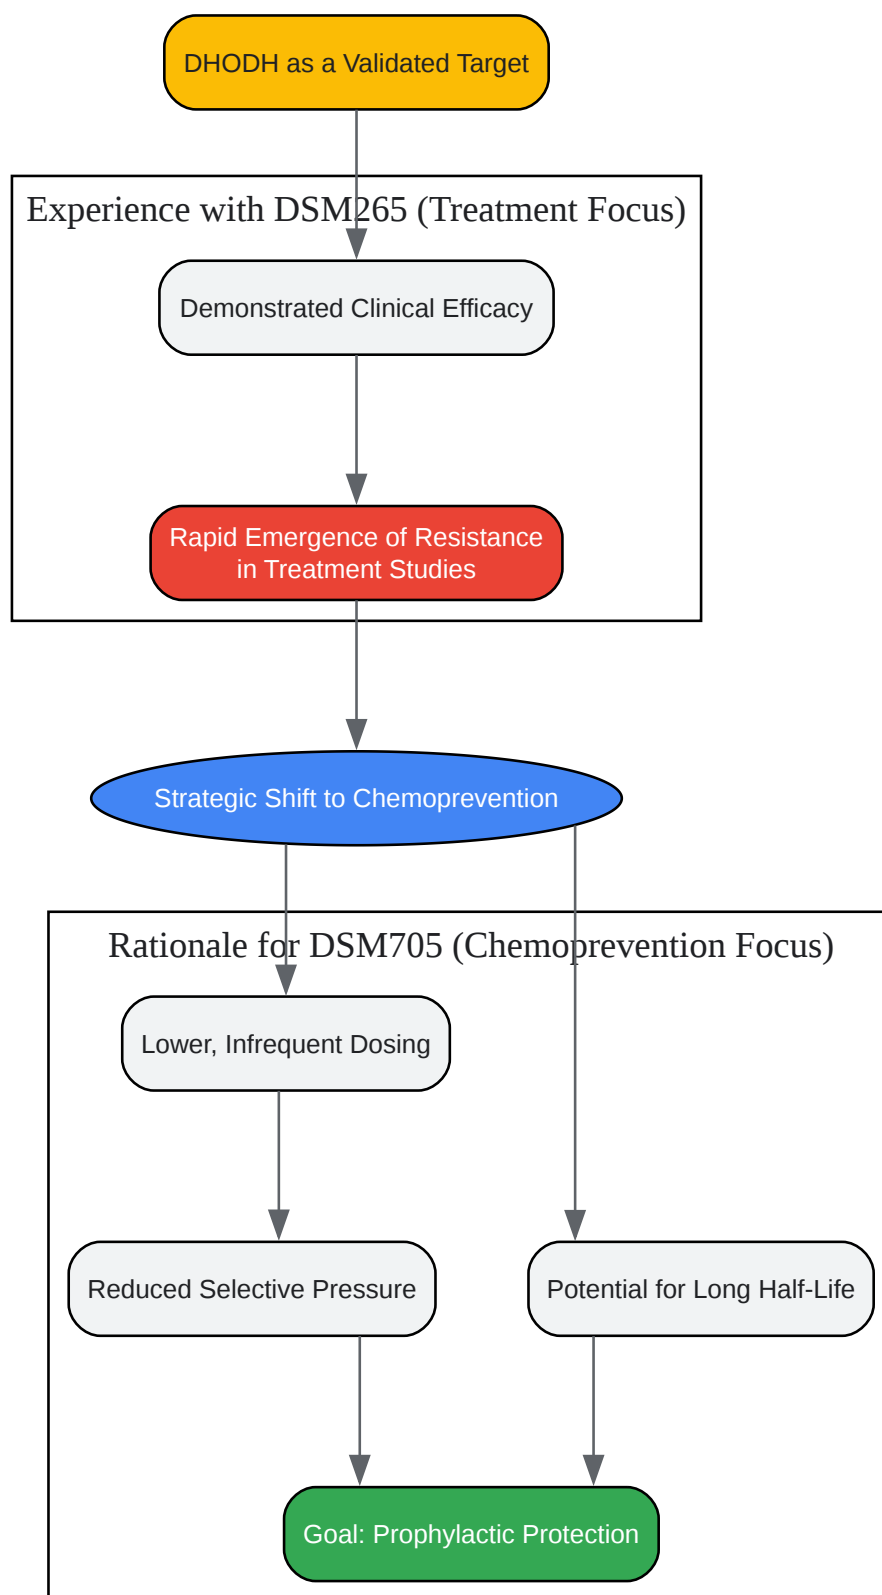 DHODH as a Validated Target
Experience with DSM265 (Treatment Focus)
Demonstrated Clinical Efficacy
Rapid Emergence of Resistance
in Treatment Studies
Strategic Shift to Chemoprevention
Rationale for DSM705 (Chemoprevention Focus)
Lower, Infrequent Dosing
Reduced Selective Pressure
Potential for Long Half-Life
Goal: Prophylactic Protection